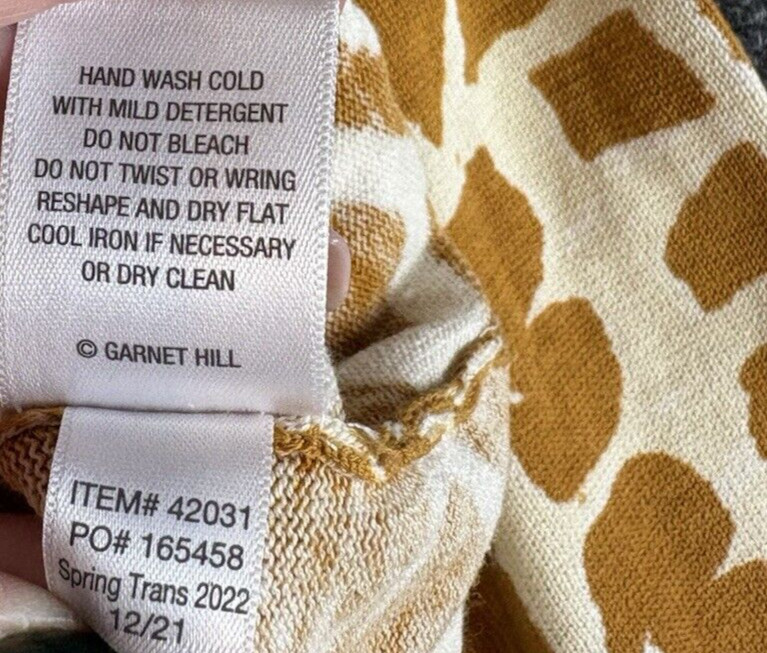 HAND WASH COLD
WITH MILD DETERGENT
DO NOT BLEACH
DO NOT TWIST OR WRING
RESHAPE AND DRY FLAT
COOL IRON IF NECESSARY
OR DRY CLEAN
© GARNET HILL
ITEM# 42031
PO# 165458
Spring Trans 2022
12/21